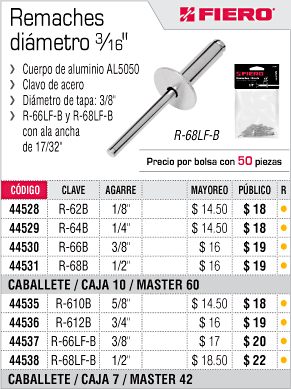 Remaches
diámetro 3/16"
FIERO
Cuerpo de aluminio AL5050
Clavo de acero
Diámetro de tapa: 3/8"
R-66LF-B y R-68LF-B
con ala ancha
de 17/32"
FIERO
R-68LF-B
Precio por bolsa con 50 piezas
CÓDIGO CLAVE AGARRE MAYOREO PÚBLICO R
44528 R-62B 1/8" $ 14.50 $ 18
44529 R-64B 1/4" $ 14.50 $ 18
44530 R-66B 3/8" $ 16 $ 19
44531 R-68B 1/2" $ 16 $ 19
CABALLETE / CAJA 10 / MASTER 60
44535 R-610B 5/8" $ 14.50 $ 18
44536 R-612B 3/4" $ 16 $ 19
44537 R-66LF-B 3/8" $ 17 $ 20
44538 R-68LF-B 1/2" $ 18.50 $ 22
CABALLETE / CAJA 7 / MASTER 42